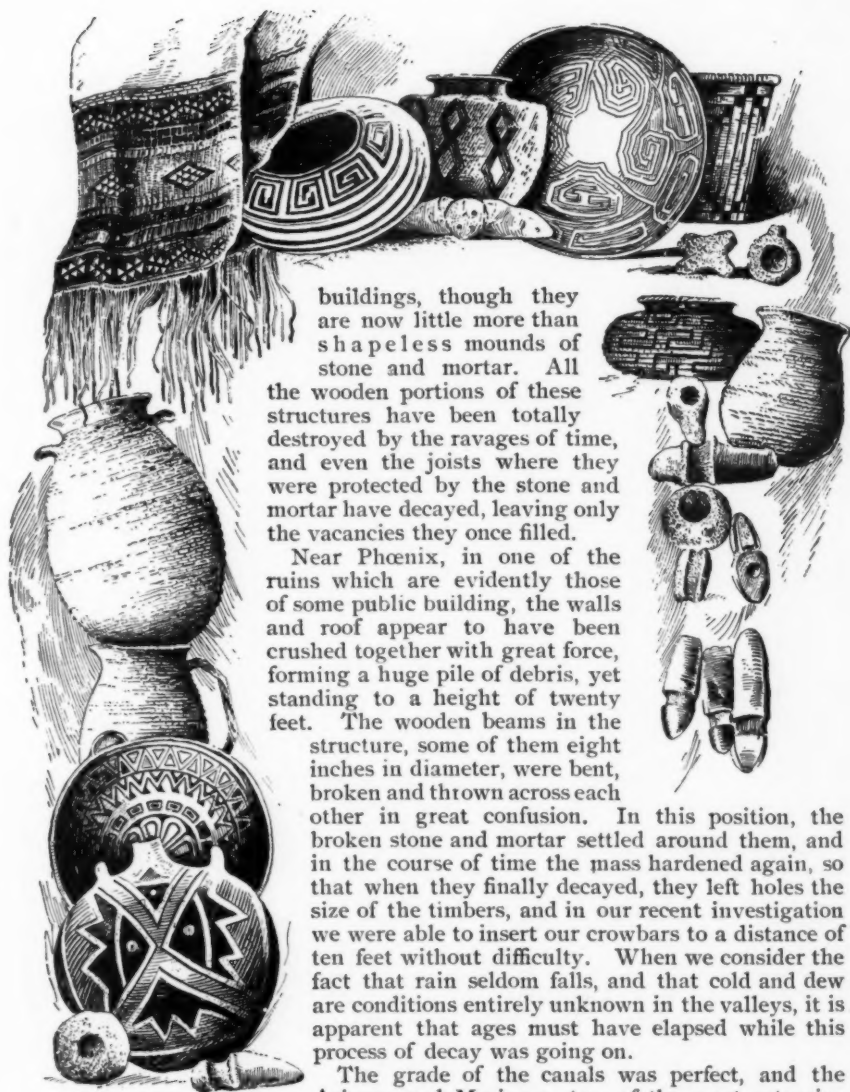 buildings, though they
are now little more than
shapeless mounds of
stone and mortar. All
the wooden portions of these
structures have been totally
destroyed by the ravages of time,
and even the joists where they
were protected by the stone and
mortar have decayed, leaving only
the vacancies they once filled.
Near Phœnix, in one of the
ruins which are evidently those
of some public building, the walls
and roof appear to have been
crushed together with great force,
forming a huge pile of debris, yet
standing to a height of twenty
feet. The wooden beams in the
structure, some of them eight
inches in diameter, were bent,
broken and thrown across each
other in great confusion. In this position, the
broken stone and mortar settled around them, and
in the course of time the mass hardened again, so
that when they finally decayed, they left holes the
size of the timbers, and in our recent investigation
we were able to insert our crowbars to a distance of
ten feet without difficulty. When we consider the
fact that rain seldom falls, and that cold and dew
are conditions entirely unknown in the valleys, it is
apparent that ages must have elapsed while this
process of decay was going on.
The grade of the canals was perfect, and the